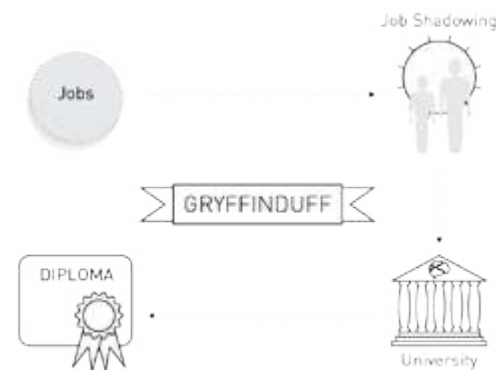 Job Shadowing
Jobs
GRYFFINDUFF
DIPLOMA
University